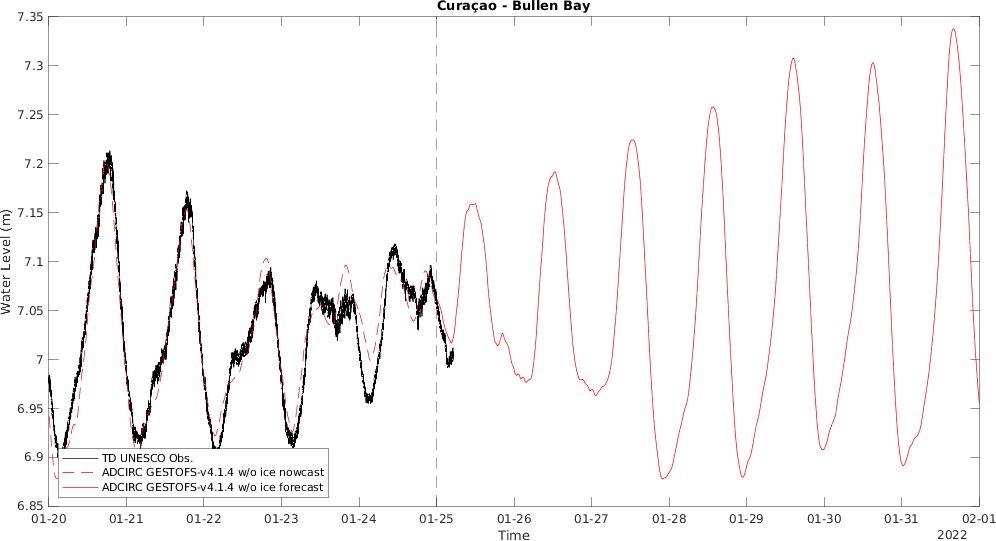 Curaçao - Bullen Bay
Water Level (m)
7.35
7.3
7.25
7.2
7.15
7.1
7.05
7
6.95
6.9
6.85
TD UNESCO Obs.
ADCIRC GESTOFS-v4.1.4 w/o ice nowcast
ADCIRC GESTOFS-v4.1.4 w/o ice forecast
01-20 01-21 01-22 01-23 01-24 01-25 01-26 01-27 01-28 01-29 01-30 01-31 02-01
Time
2022